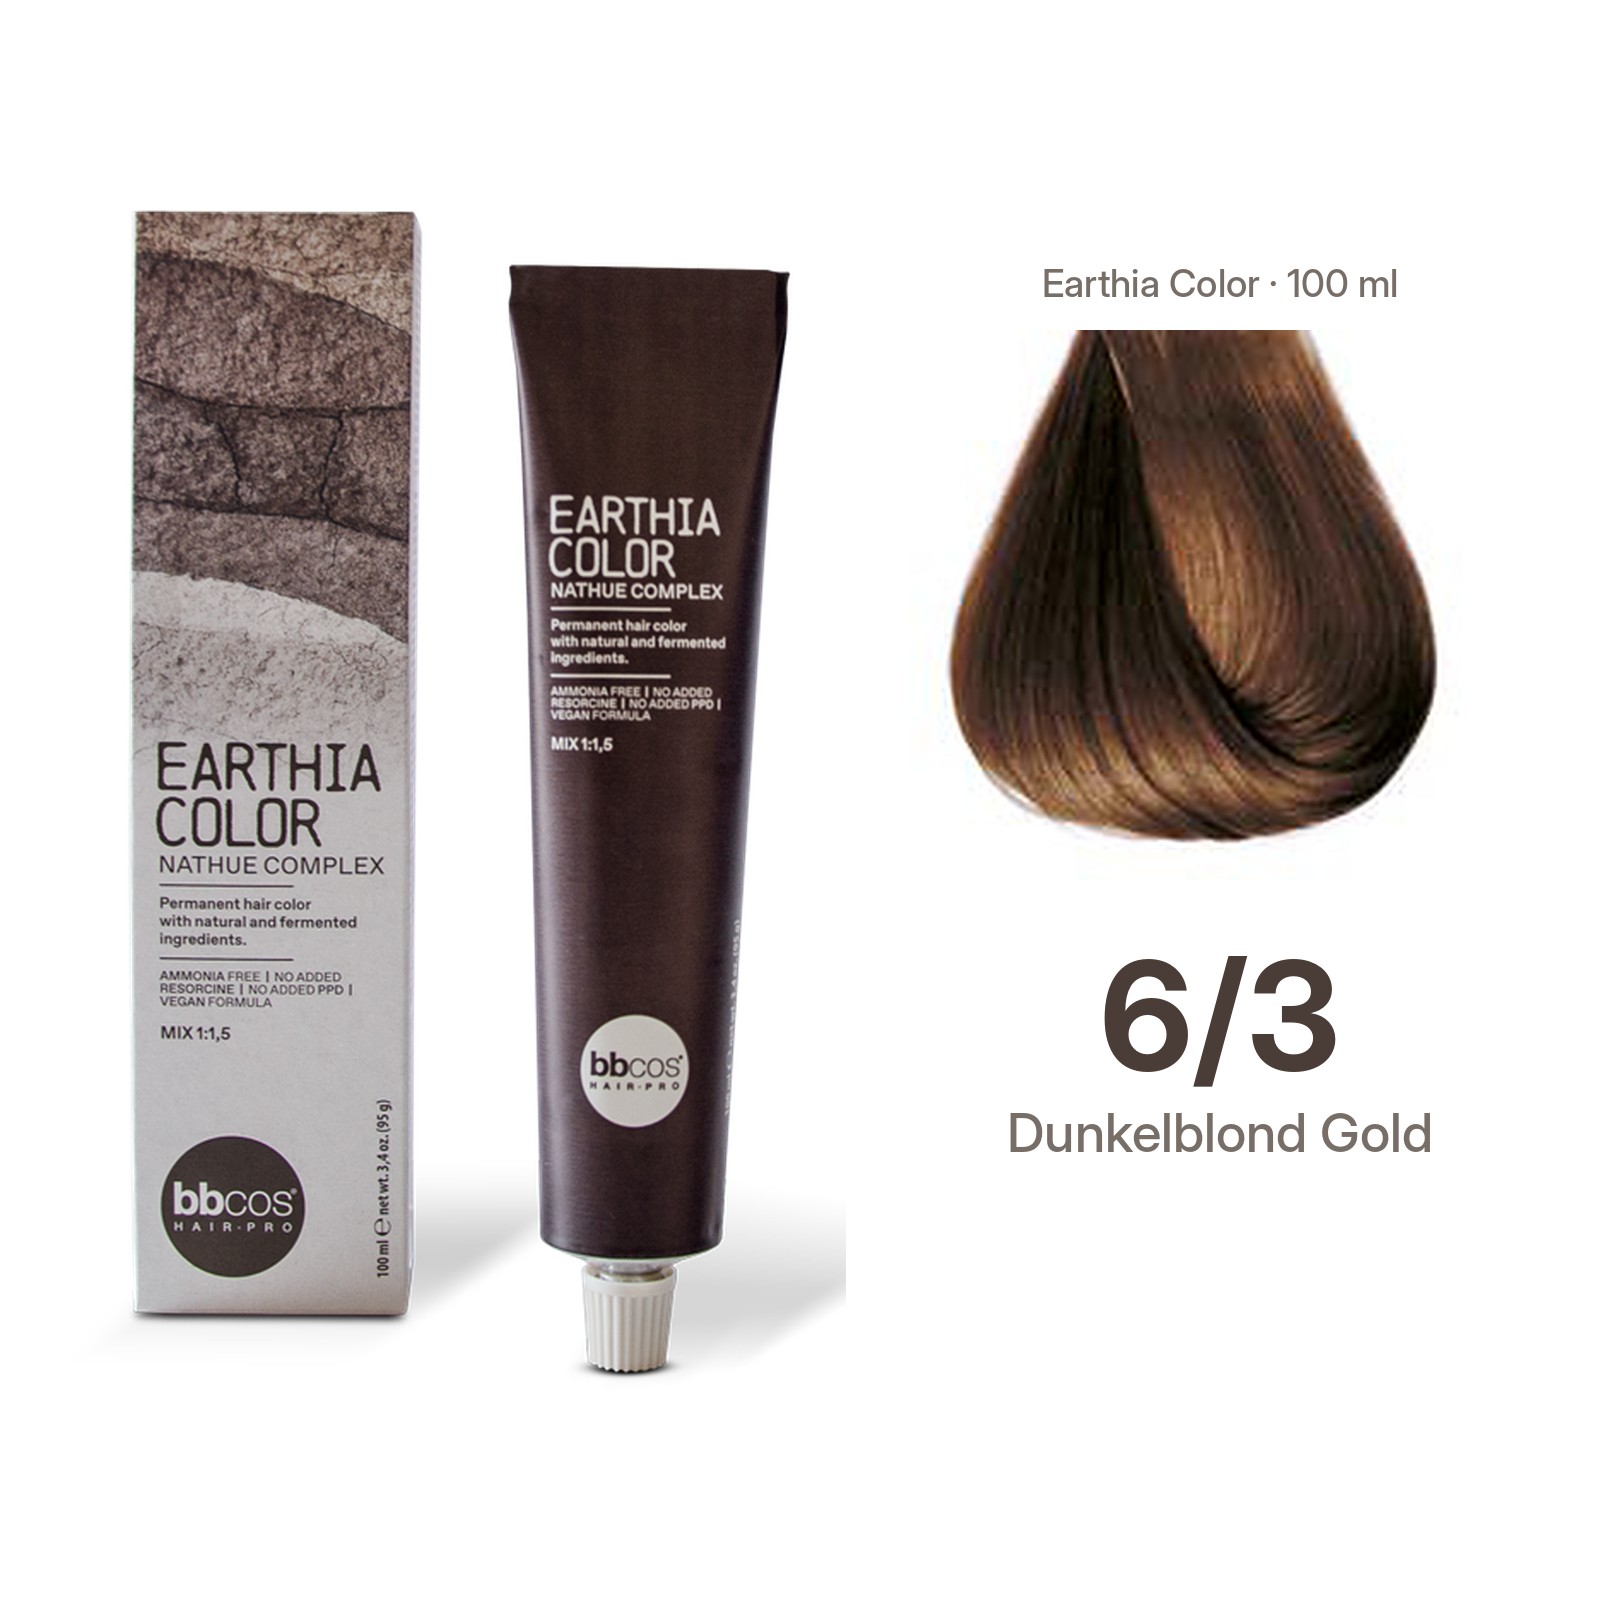 EARTHIA
COLOR
NATHUE COMPLEX
Permanent hair color
with natural and fermented
ingredients.
AMMONIA FREE | NO ADDED
RESORCINE | NO ADDED PPD |
VEGAN FORMULA
MIX 1:1,5
bbcos®
HAIR·PRO
100 ml ℮ net wt. 3,4 oz. (95 g)
EARTHIA
COLOR
NATHUE COMPLEX
Permanent hair color
with natural and fermented
ingredients.
AMMONIA FREE | NO ADDED
RESORCINE | NO ADDED PPD |
VEGAN FORMULA
MIX 1:1,5
bbcos®
HAIR·PRO
Earthia Color · 100 ml
6/3
Dunkelblond Gold